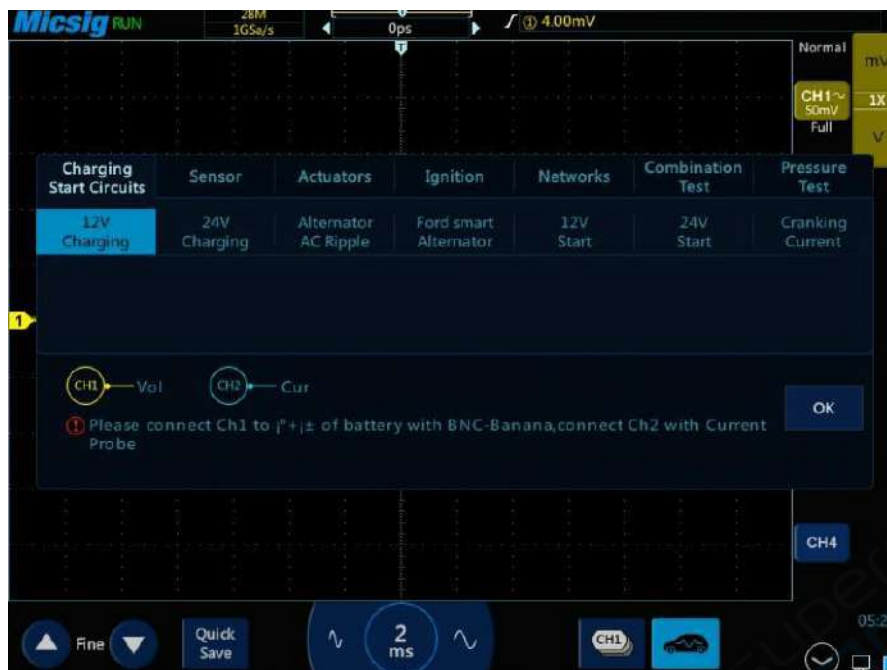 Micsig RUN
28M
1GSa/s
0ps
T
① 4.00mV
Normal
mV
CH1~
50mV
1X
Full
V
Charging
Start Circuits
Sensor
Actuators
Ignition
Networks
Combination
Test
Pressure
Test
12V
Charging
24V
Charging
Alternator
AC Ripple
Ford smart
Alternator
12V
Start
24V
Start
Cranking
Current
1
CH1 Vol
CH2 Cur
Please connect Ch1 to ¡°+¡± of battery with BNC-Banana,connect Ch2 with Current
Probe
OK
CH4
Fine
Quick
Save
2
ms
CH1